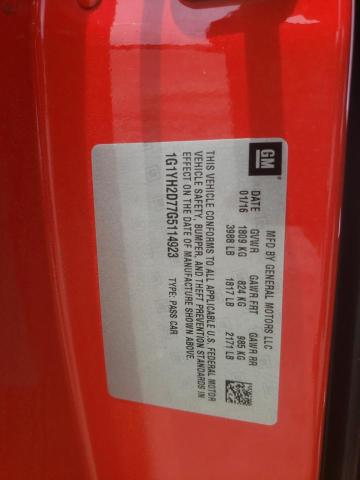 GM
MFD BY GENERAL MOTORS LLC
DATE GVWR GAWR FRT GAWR RR
01/16 1809 KG 824 KG 985 KG
3988 LB 1817 LB 2171 LB
THIS VEHICLE CONFORMS TO ALL APPLICABLE U.S. FEDERAL MOTOR
VEHICLE SAFETY, BUMPER, AND THEFT PREVENTION STANDARDS IN
EFFECT ON THE DATE OF MANUFACTURE SHOWN ABOVE.
1G1YH2D77G5114923 TYPE: PASS CAR